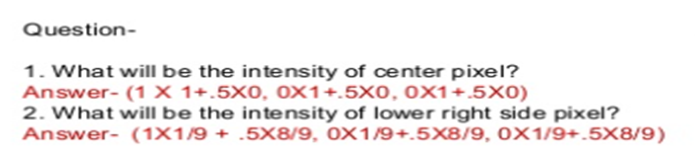 Question-
1. What will be the intensity of center pixel?
Answer- (1 X 1+.5X0, 0X1+.5X0, 0X1+.5X0)
2. What will be the intensity of lower right side pixel?
Answer- (1X1/9 + .5X8/9, 0X1/9+.5X8/9, 0X1/9+.5X8/9)